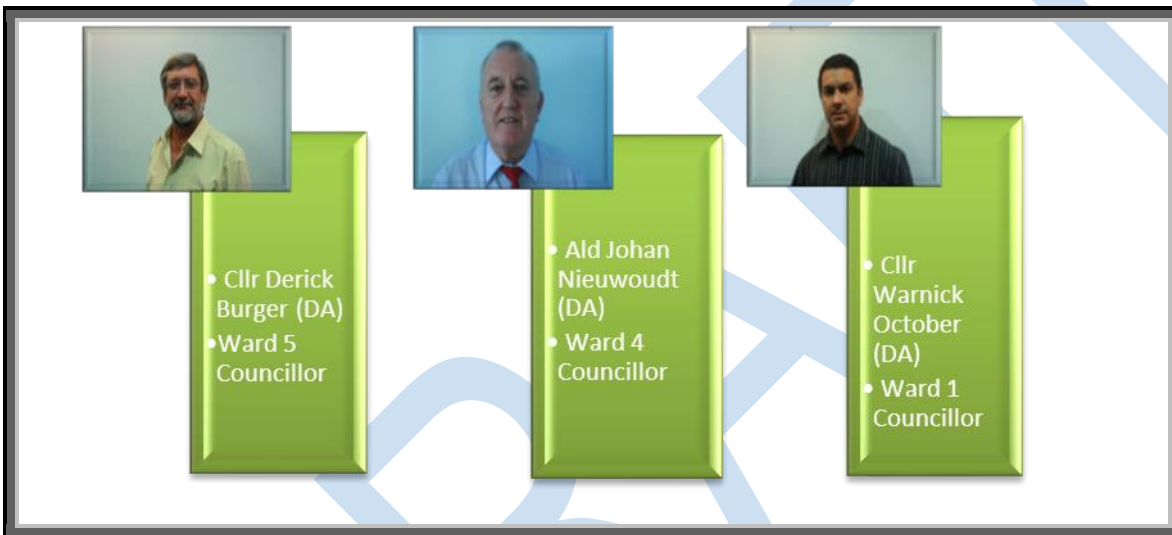 • Cllr Derick
Burger (DA)
• Ward 5
Councillor
• Ald Johan
Nieuwoudt
(DA)
• Ward 4
Councillor
• Cllr
Warnick
October
(DA)
• Ward 1
Councillor